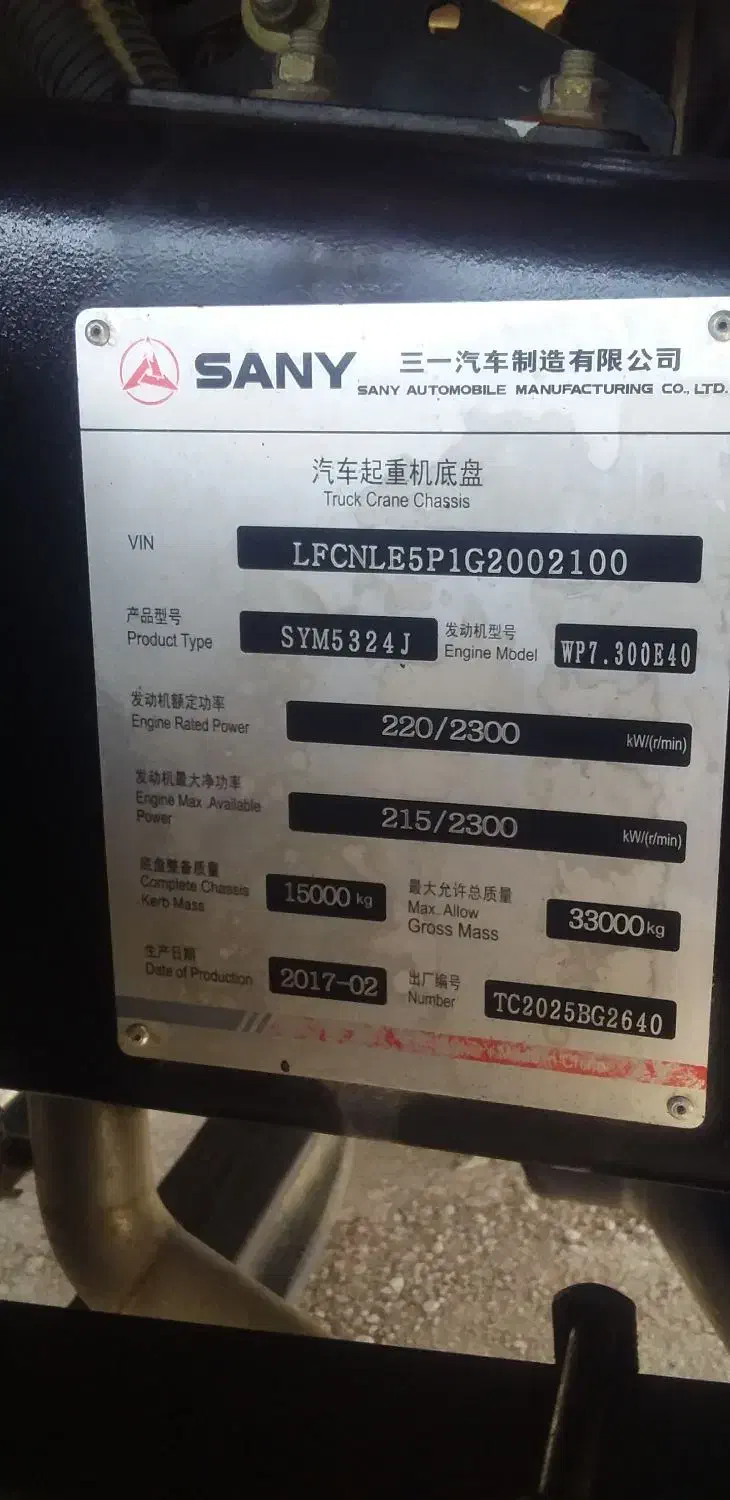 SANY 三一汽车制造有限公司
SANY AUTOMOBILE MANUFACTURING CO., LTD.
汽车起重机底盘
Truck Crane Chassis
VIN LFCNLE5P1G2002100
产品型号 发动机型号
Product Type SYM5324J Engine Model WP7.300E40
发动机额定功率
Engine Rated Power 220/2300 kW/(r/min)
发动机最大净功率
Engine Max .Available
Power 215/2300 kW/(r/min)
底盘整备质量 最大允许总质量
Complete Chassis 15000 kg Max. Allow 33000kg
Kerb Mass Gross Mass
生产日期 出厂编号
Date of Production 2017-02 Number TC2025BG2640